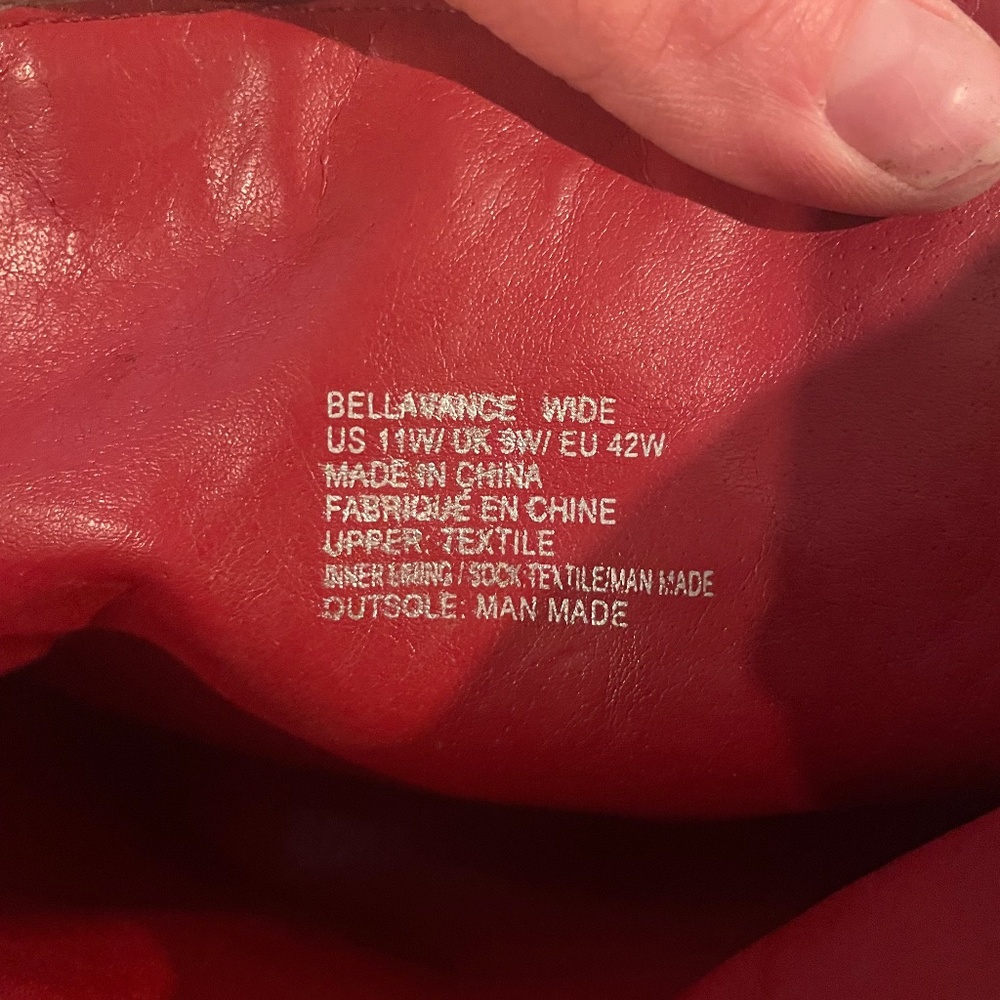 BELLAVANCE WIDE
US 11W/ UK 9W/ EU 42W
MADE IN CHINA
FABRIQUÉ EN CHINE
UPPER: TEXTILE
INNER LINING / SOCK:TEXTILE/MAN MADE
OUTSOLE: MAN MADE